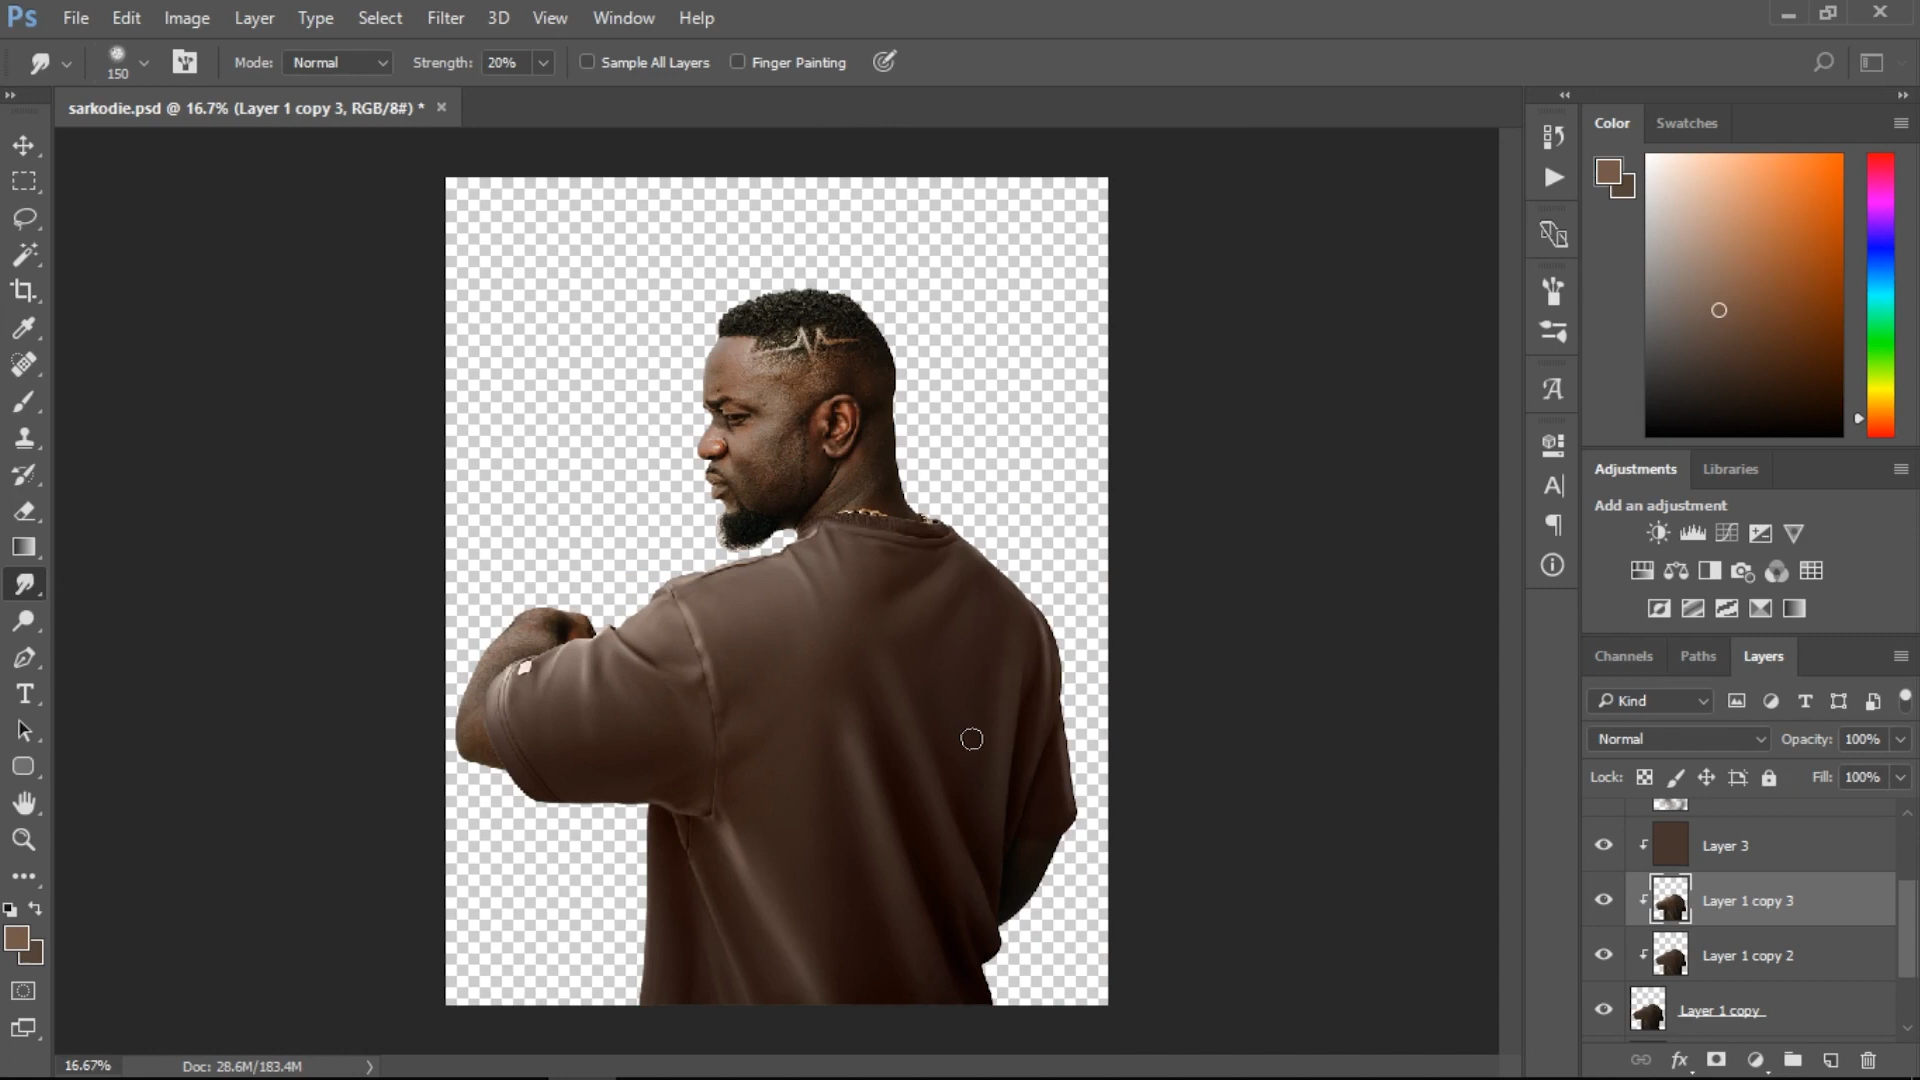 Ps File Edit Image Layer Type Select Filter 3D View Window Help
150 Mode: Normal Strength: 20% Sample All Layers Finger Painting
sarkodie.psd @ 16.7% (Layer 1 copy 3, RGB/8#) * ×
Color Swatches
Adjustments Libraries
Add an adjustment
Channels Paths Layers
Kind
Normal Opacity: 100%
Lock: Fill: 100%
Layer 3
Layer 1 copy 3
Layer 1 copy 2
Layer 1 copy
16.67% Doc: 28.6M/183.4M